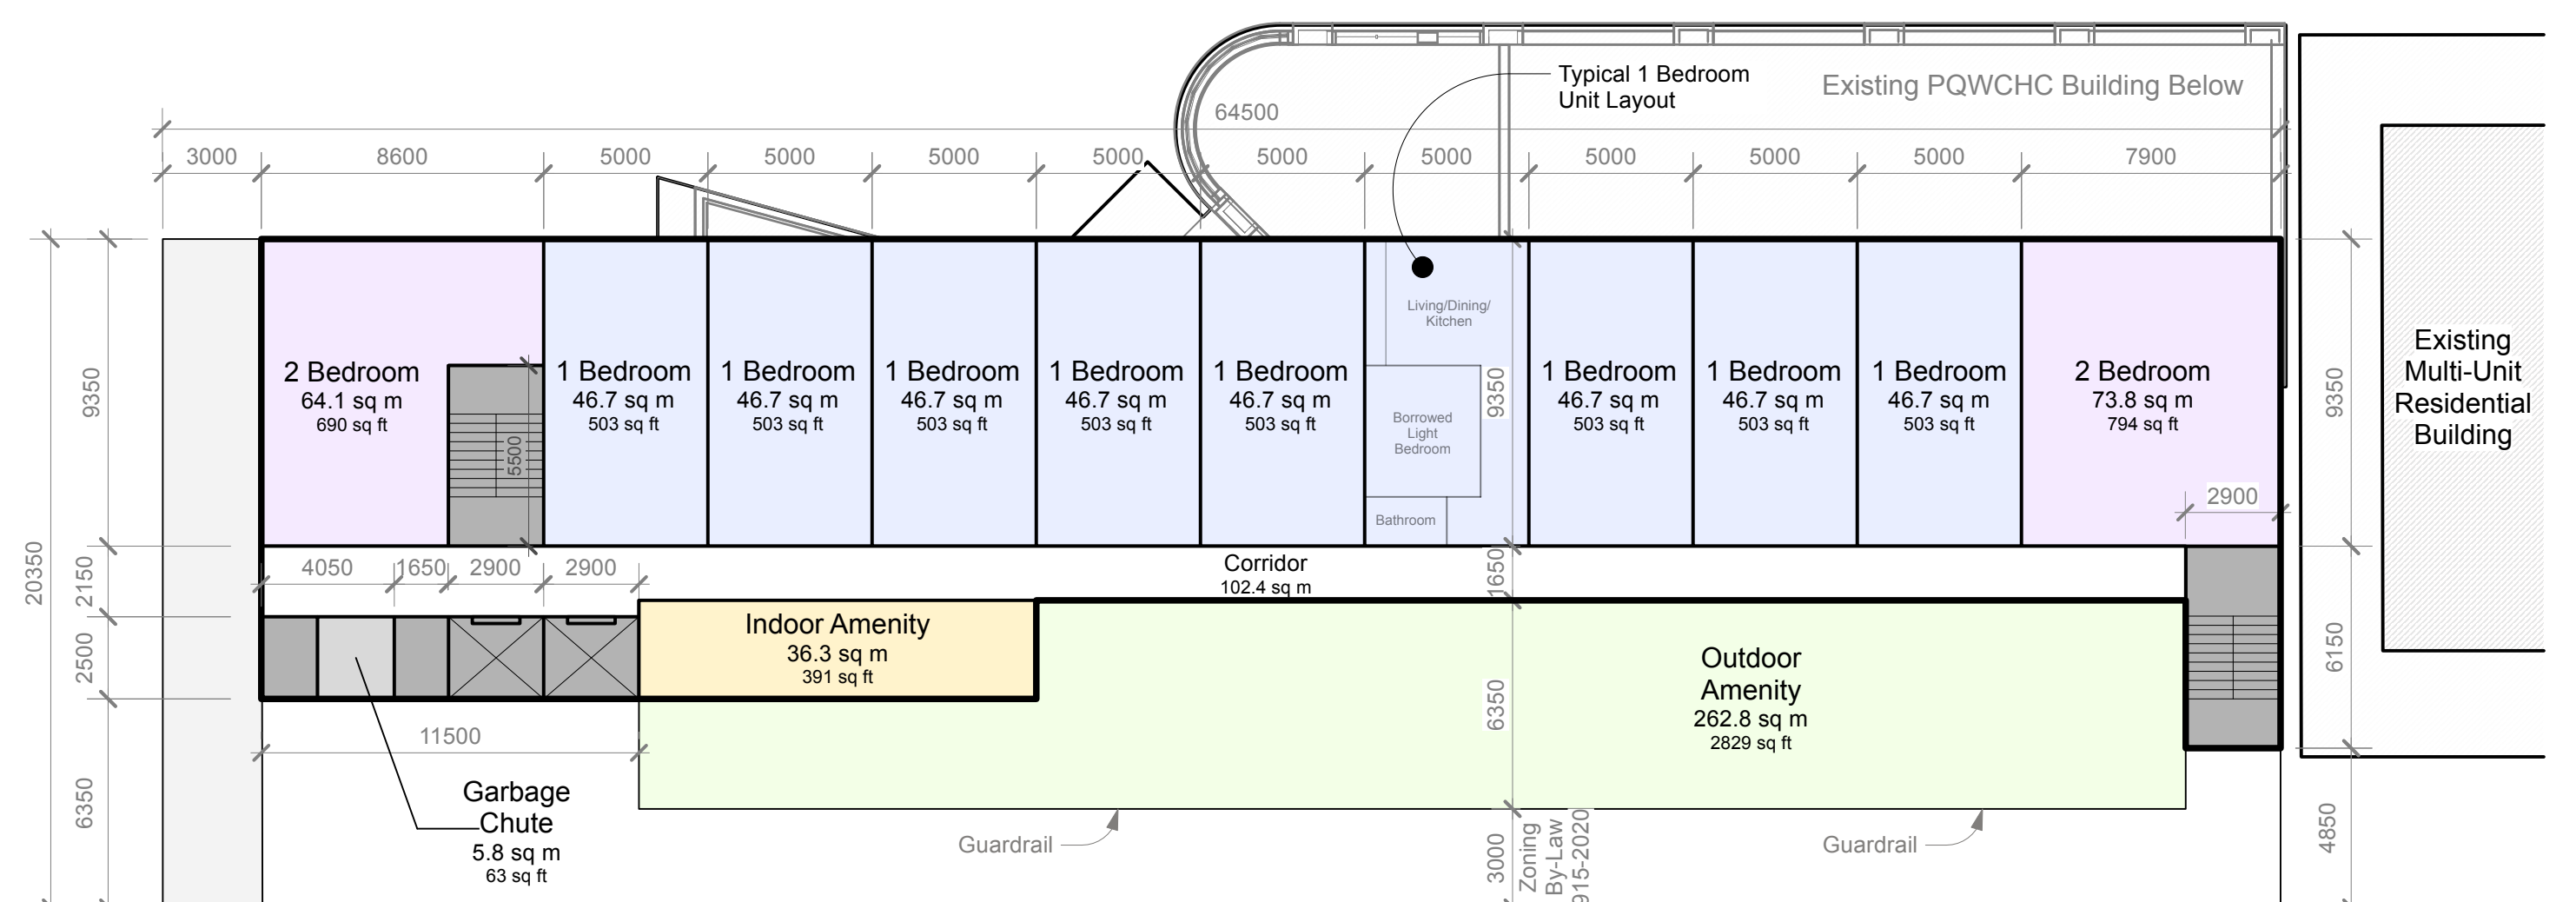 Typical 1 Bedroom
Unit Layout
Existing PQWCHC Building Below
64500
3000
8600
5000
5000
5000
5000
5000
5000
5000
5000
5000
7900
20350
9350
2150
2500
6350
2 Bedroom
64.1 sq m
690 sq ft
5500
1 Bedroom
46.7 sq m
503 sq ft
1 Bedroom
46.7 sq m
503 sq ft
1 Bedroom
46.7 sq m
503 sq ft
1 Bedroom
46.7 sq m
503 sq ft
1 Bedroom
46.7 sq m
503 sq ft
Living/Dining/
Kitchen
Borrowed
Light
Bedroom
Bathroom
9350
1 Bedroom
46.7 sq m
503 sq ft
1 Bedroom
46.7 sq m
503 sq ft
1 Bedroom
46.7 sq m
503 sq ft
2 Bedroom
73.8 sq m
794 sq ft
2900
9350
6150
4850
Existing
Multi-Unit
Residential
Building
4050
1650
2900
2900
Corridor
102.4 sq m
1650
Indoor Amenity
36.3 sq m
391 sq ft
Outdoor
Amenity
262.8 sq m
2829 sq ft
6350
11500
Garbage
Chute
5.8 sq m
63 sq ft
Guardrail
3000
Zoning
By-Law
915-2020
Guardrail